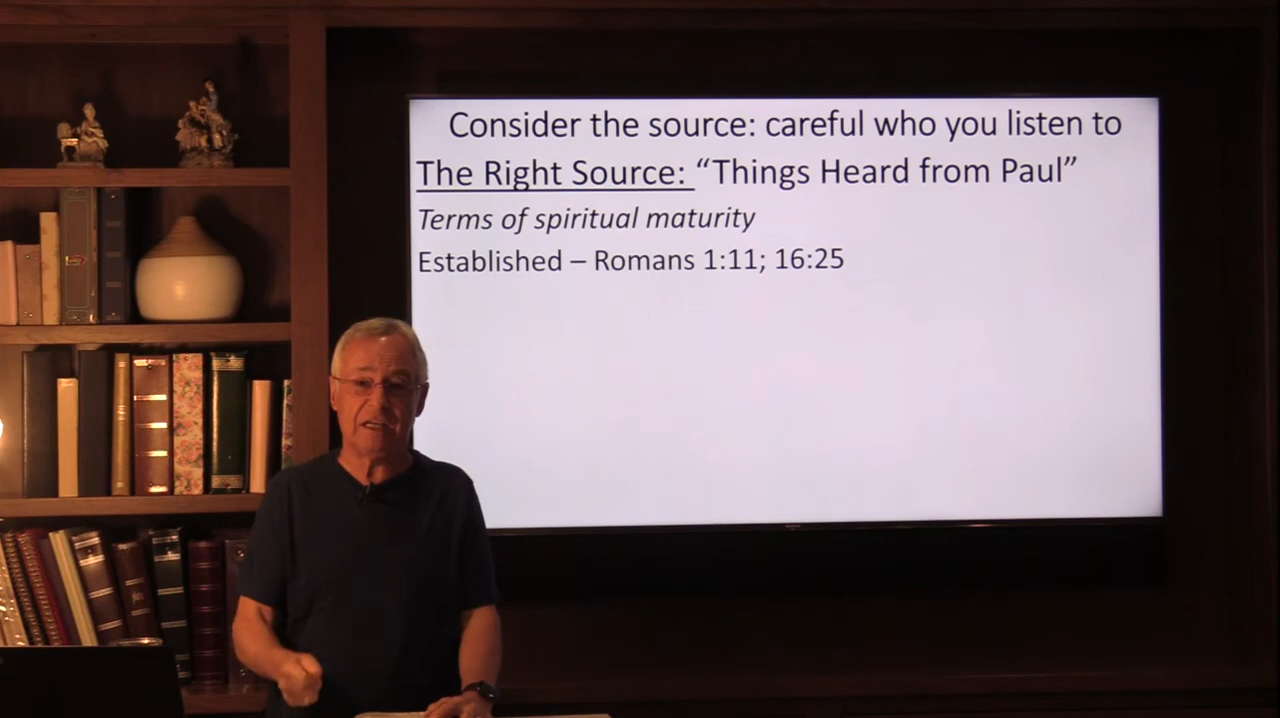 Consider the source: careful who you listen to
The Right Source: “Things Heard from Paul”
Terms of spiritual maturity
Established – Romans 1:11; 16:25